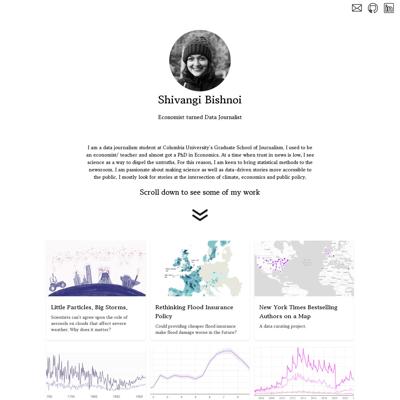 Shivangi Bishnoi
Economist turned Data Journalist
I am a data journalism student at Columbia University's Graduate School of Journalism. I used to be
an economist/ teacher and almost got a PhD in Economics. At a time when trust in news is low, I see
science as a way to dispel the untruths. For this reason, I am keen to bring statistical methods to the
newsroom. I am passionate about making science as well as data-driven stories more accessible to
the public. I mostly look for stories at the intersection of climate, economics and public policy.
Scroll down to see some of my work
Little Particles, Big Storms.
Scientists can't agree upon the role of
aerosols on clouds that affect severe
weather. Why does it matter?
Rethinking Flood Insurance
Policy
Could providing cheaper flood insurance
make flood damage worse in the future?
New York Times Bestselling
Authors on a Map
A data curating project.